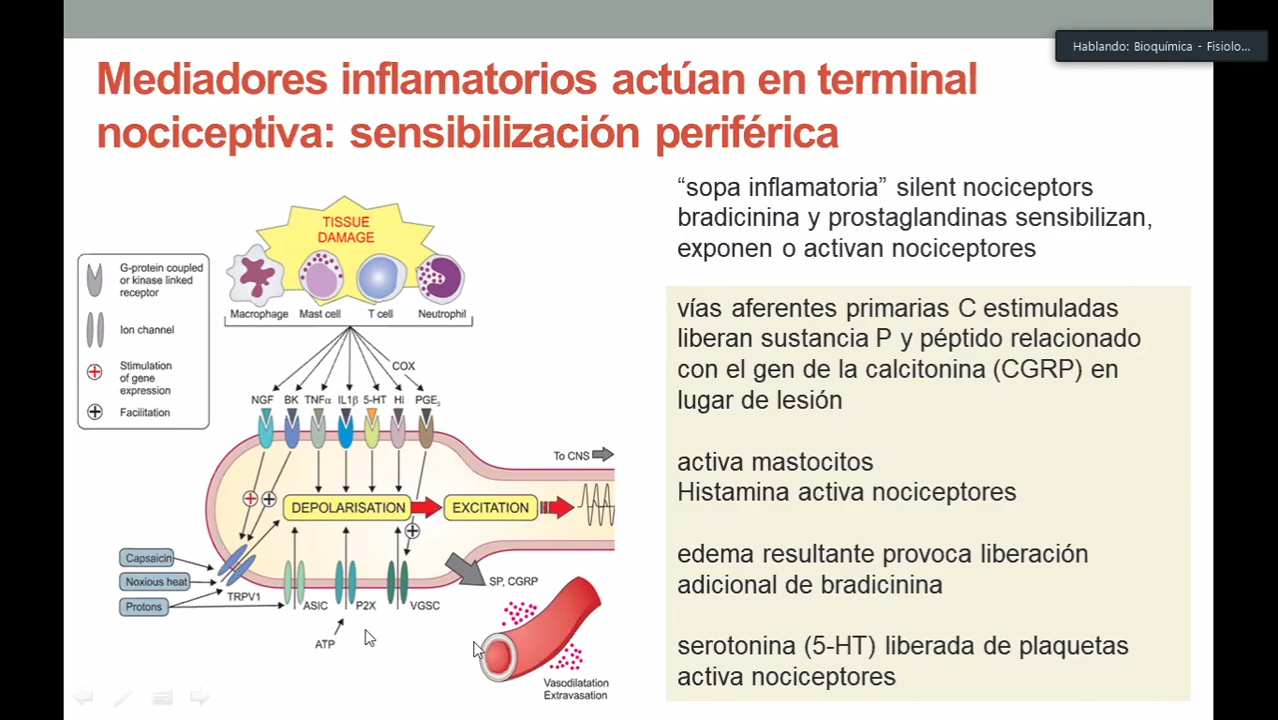 Hablando: Bioquímica - Fisiolo...
Mediadores inflamatorios actúan en terminal
nociceptiva: sensibilización periférica
TISSUE
DAMAGE
Macrophage
Mast cell
T cell
Neutrophil
G-protein coupled
or kinase linked
receptor
Ion channel
Stimulation
of gene
expression
Facilitation
COX
NGF
BK
TNFα
IL1β
5-HT
Hi
PGE₂
To CNS
DEPOLARISATION
EXCITATION
Capsaicin
Noxious heat
Protons
TRPV1
ASIC
P2X
VGSC
ATP
SP, CGRP
Vasodilatation
Extravasation
“sopa inflamatoria” silent nociceptors
bradicinina y prostaglandinas sensibilizan,
exponen o activan nociceptores
vías aferentes primarias C estimuladas
liberan sustancia P y péptido relacionado
con el gen de la calcitonina (CGRP) en
lugar de lesión
activa mastocitos
Histamina activa nociceptores
edema resultante provoca liberación
adicional de bradicinina
serotonina (5-HT) liberada de plaquetas
activa nociceptores